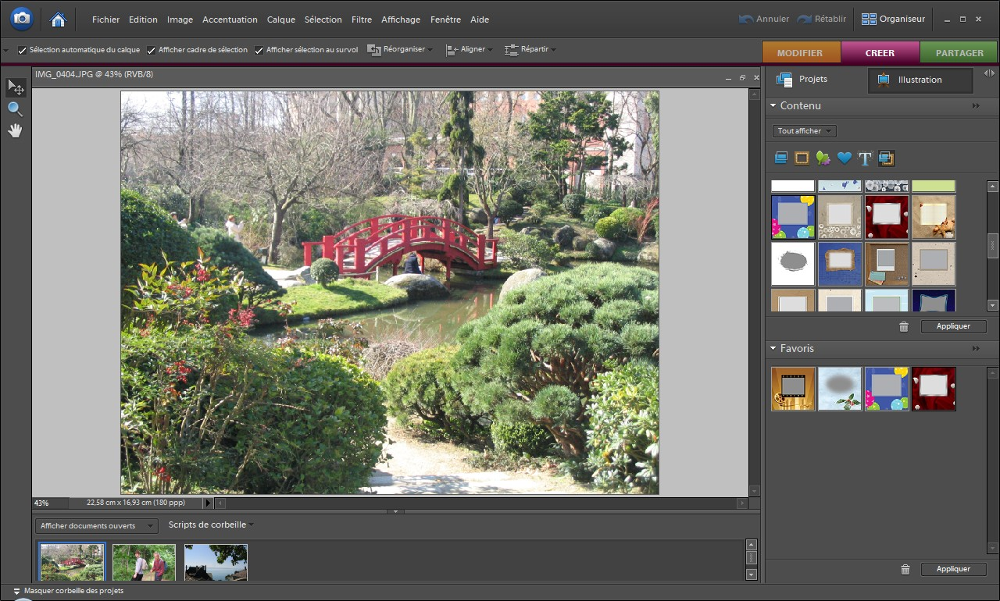 Fichier Edition Image Accentuation Calque Sélection Filtre Affichage Fenêtre Aide Annuler Rétablir Organiseur
Sélection automatique du calque Afficher cadre de sélection Afficher sélection au survol Réorganiser Aligner Répartir
MODIFIER CREER PARTAGER
IMG_0404.JPG @ 43% (RVB/8)
Projets Illustration
Contenu
Tout afficher
T
Appliquer
Favoris
Appliquer
43% 22,58 cm x 16,93 cm (180 ppp)
Afficher documents ouverts Scripts de corbeille
Masquer corbeille des projets